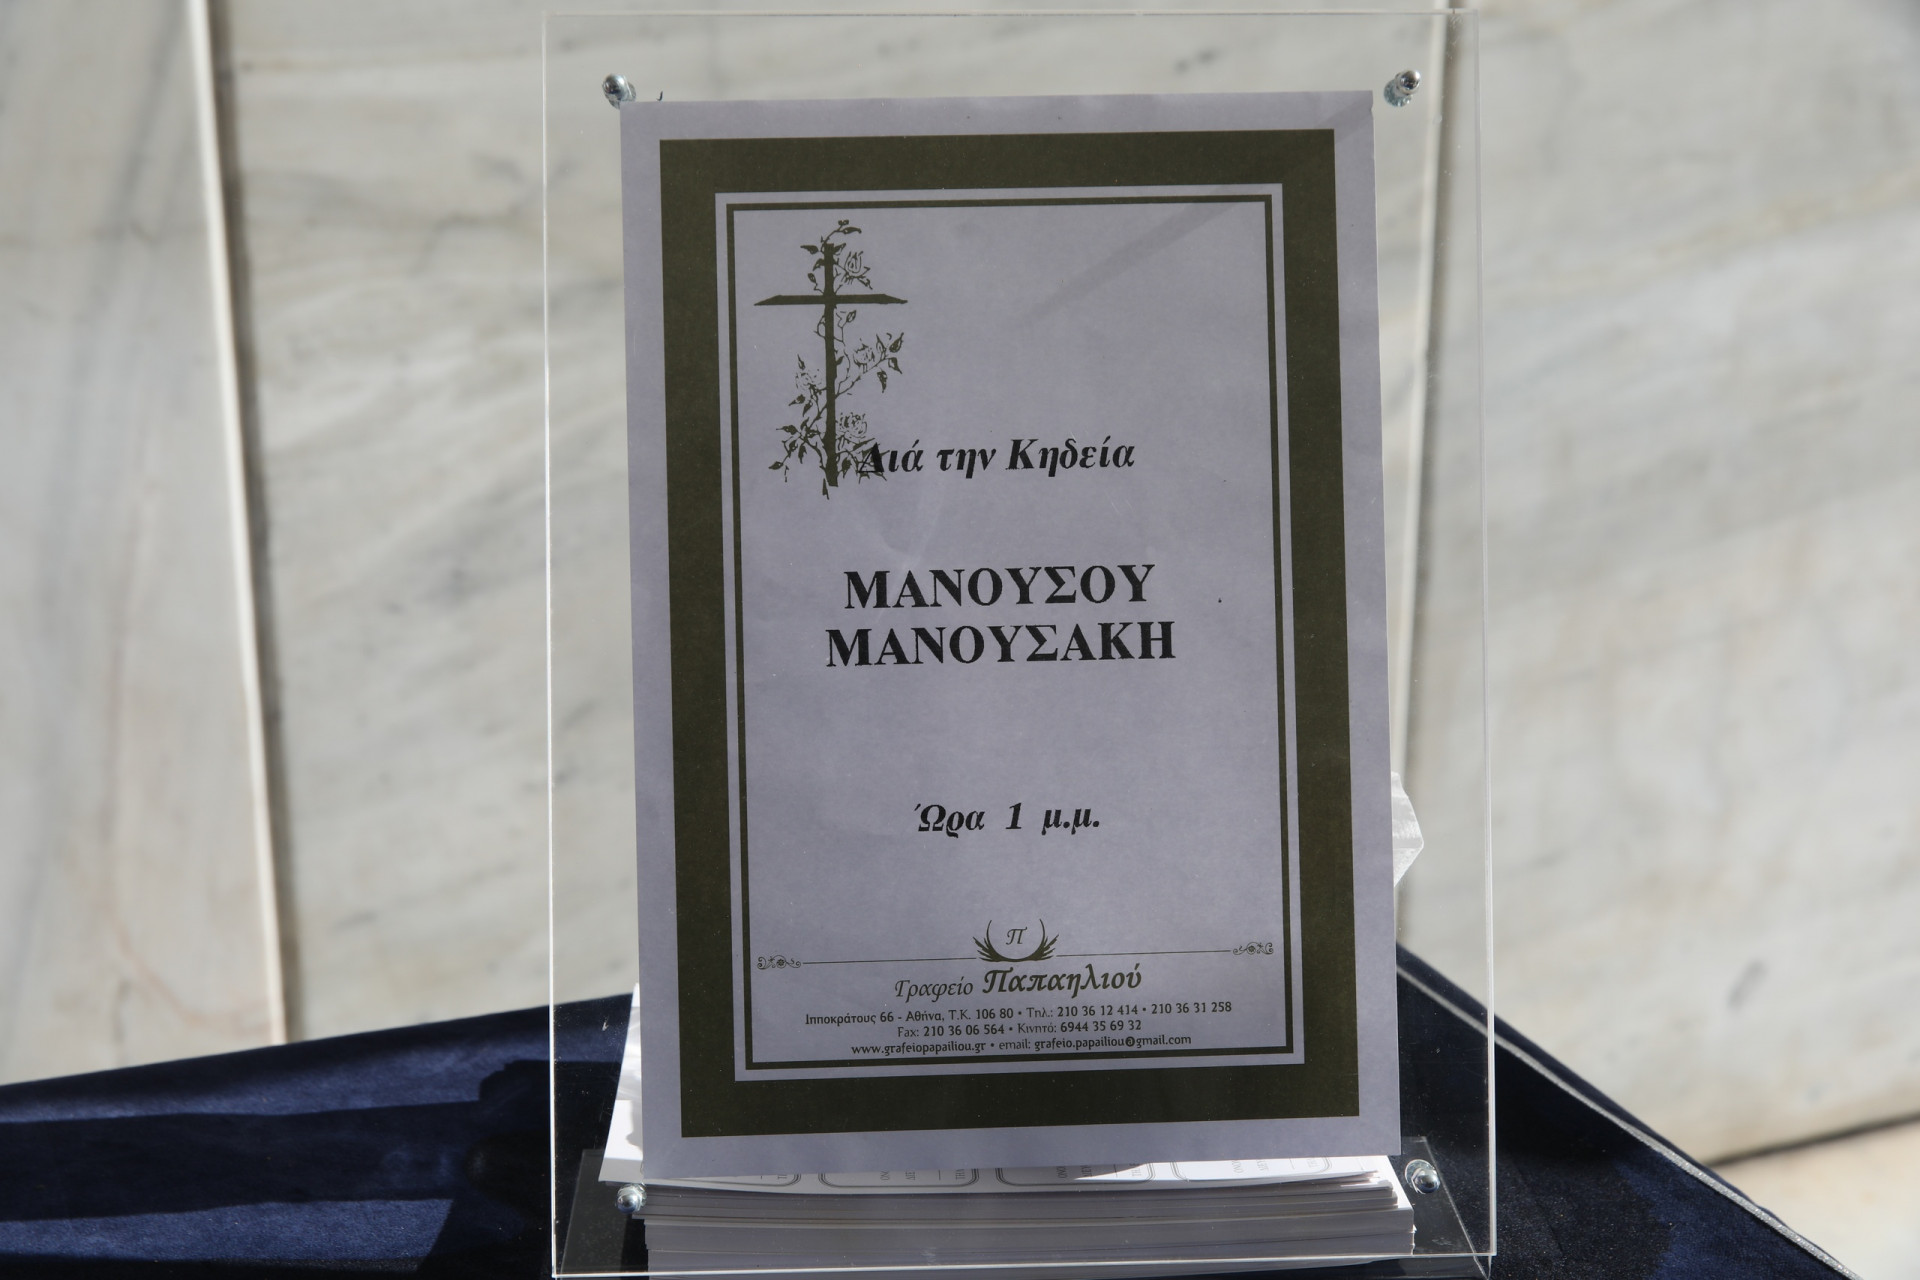 Διά την Κηδεία
ΜΑΝΟΥΣΟΥ
ΜΑΝΟΥΣΑΚΗ
Ώρα 1 μ.μ.
Π
Γραφείο Παπαηλιού
Ιπποκράτους 66 - Αθήνα, Τ.Κ. 106 80 • Τηλ.: 210 36 12 414 • 210 36 31 258
Fax: 210 36 06 564 • Κινητό: 6944 35 69 32
www.grafeiopapailiou.gr • email: grafeio.papailiou@gmail.com